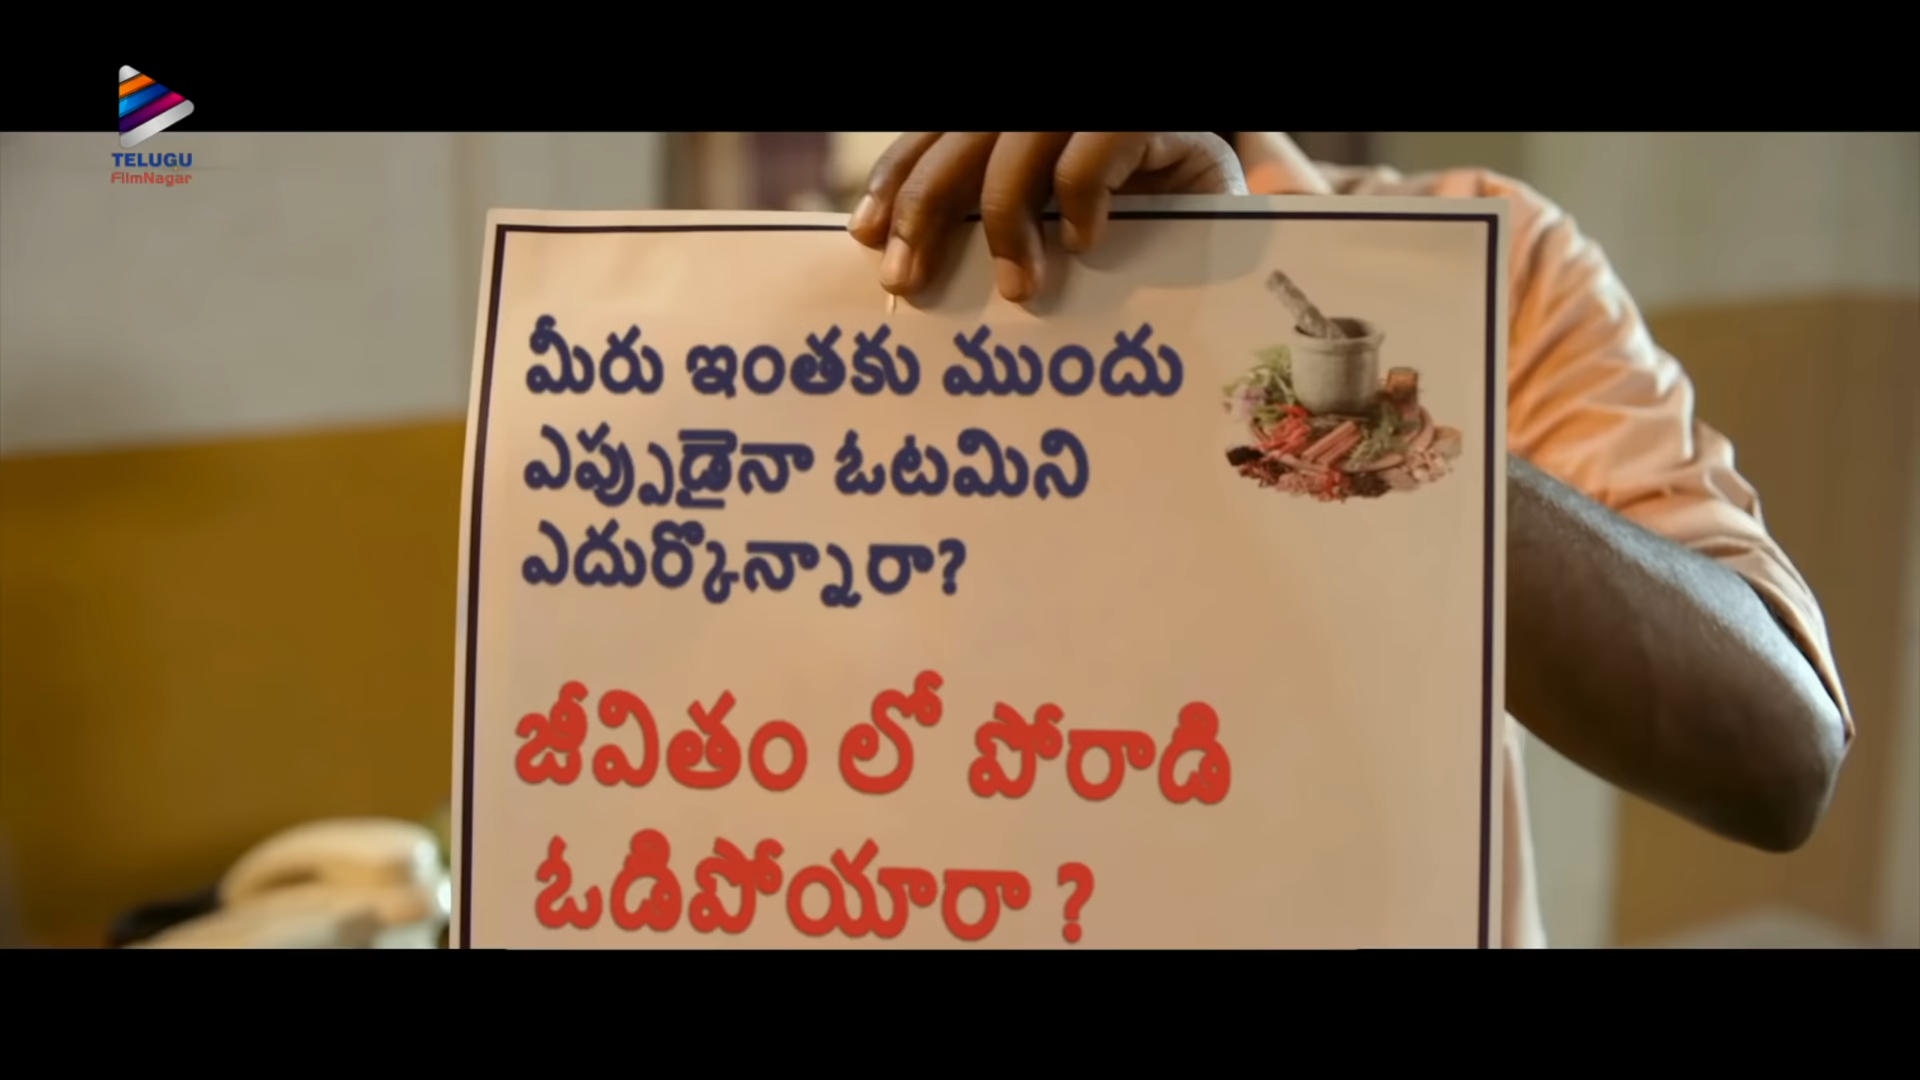 TELUGU
FilmNagar
మీరు ఇంతకు ముందు
ఎప్పుడైనా ఓటమిని
ఎదుర్కొన్నారా?
జీవితం లో పోరాడి
ఓడిపోయారా ?